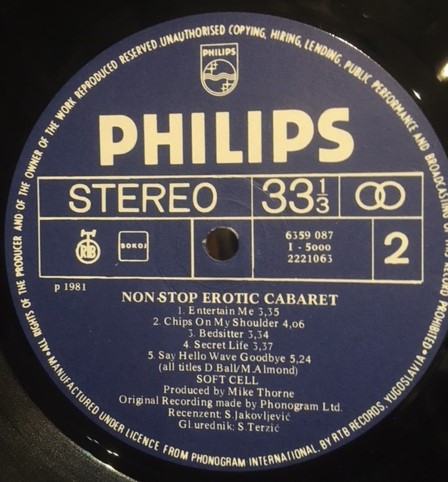 ALL RIGHTS OF THE PRODUCER AND OF THE OWNER OF THE WORK REPRODUCED RESERVED. UNAUTHORISED COPYING, HIRING, LENDING, PUBLIC PERFORMANCE AND BROADCASTING OF THE RECORD PROHIBITED.
PHILIPS
PHILIPS
STEREO
33 1/3
RTB
SOKOJ
6359 087
I - 5000
2221063
2
p 1981
NON-STOP EROTIC CABARET
1. Entertain Me 3,35
2. Chips On My Shoulder 4,06
3. Bedsitter 3,34
4. Secret Life 3,37
5. Say Hello Wave Goodbye 5,24
(all titles D.Ball/M.Almond)
SOFT CELL
Produced by Mike Thorne
Original Recording made by Phonogram Ltd.
Recenzent: S.Jakovljević
Gl.urednik: S.Terzić
•MANUFACTURED UNDER LICENCE FROM PHONOGRAM INTERNATIONAL, BY RTB RECORDS, YUGOSLAVIA•